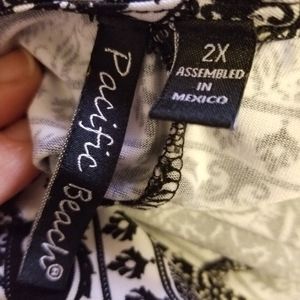 Pacific Beach®
2X
ASSEMBLED
IN
MEXICO